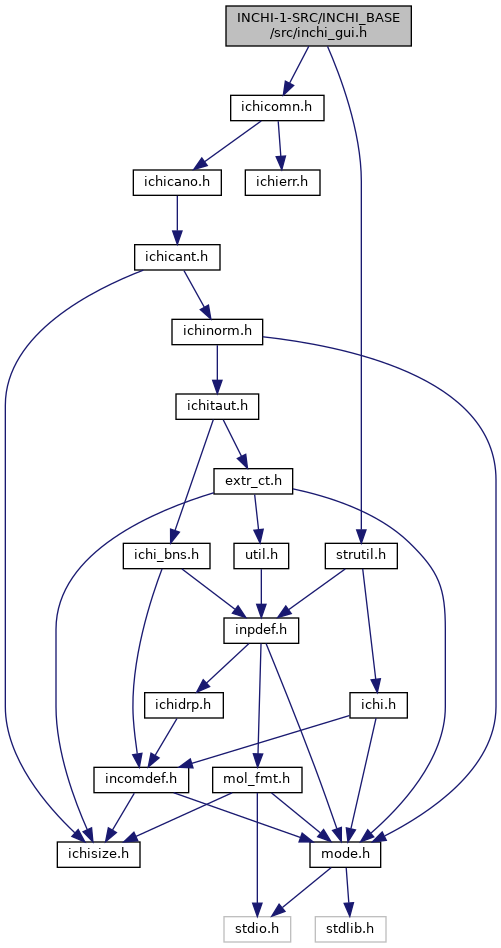 INCHI-1-SRC/INCHI_BASE
/src/inchi_gui.h
ichicomn.h
ichicano.h
ichierr.h
ichicant.h
ichinorm.h
ichitaut.h
extr_ct.h
ichi_bns.h
util.h
strutil.h
inpdef.h
ichidrp.h
ichi.h
incomdef.h
mol_fmt.h
ichisize.h
mode.h
stdio.h
stdlib.h